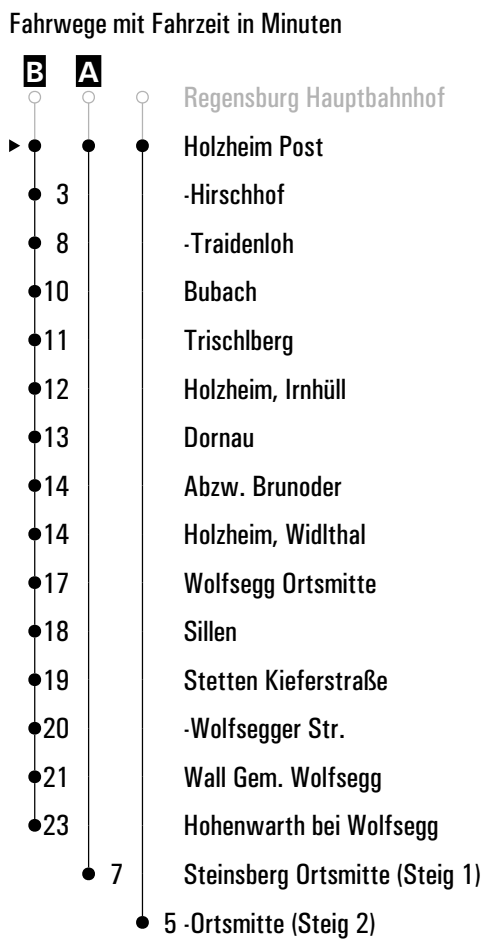 Fahrwege mit Fahrzeit in Minuten
B A
Regensburg Hauptbahnhof
Holzheim Post
3 -Hirschhof
8 -Traidenloh
10 Bubach
11 Trischlberg
12 Holzheim, Irnhüll
13 Dornau
14 Abzw. Brunoder
14 Holzheim, Widlthal
17 Wolfsegg Ortsmitte
18 Sillen
19 Stetten Kieferstraße
20 -Wolfsegger Str.
21 Wall Gem. Wolfsegg
23 Hohenwarth bei Wolfsegg
7 Steinsberg Ortsmitte (Steig 1)
5 -Ortsmitte (Steig 2)